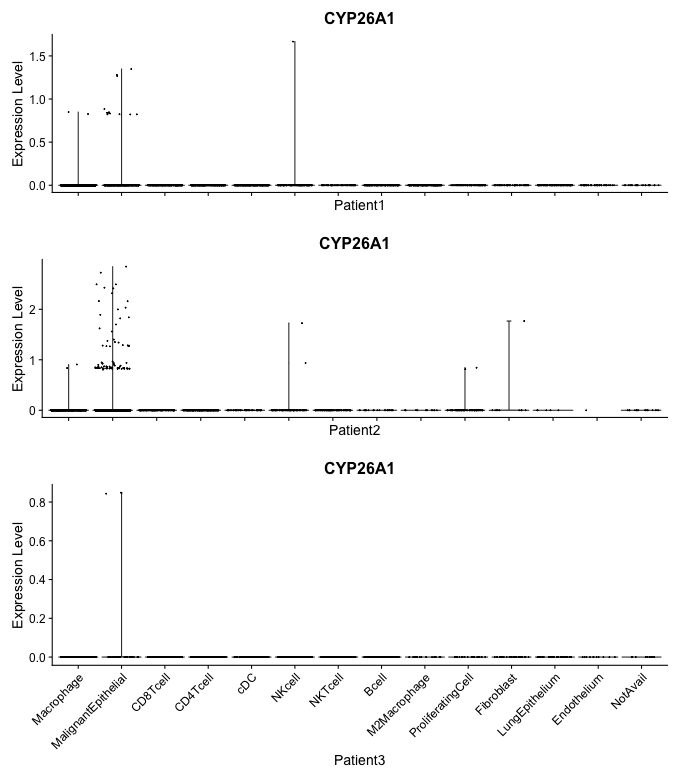 CYP26A1
Expression Level
1.5
1.0
0.5
0.0
Patient1
CYP26A1
Expression Level
2
1
0
Patient2
CYP26A1
Expression Level
0.8
0.6
0.4
0.2
0.0
Macrophage
MalignantEpithelial
CD8Tcell
CD4Tcell
cDC
NKcell
NKTcell
Bcell
M2Macrophage
ProliferatingCell
Fibroblast
LungEpithelium
Endothelium
NotAvail
Patient3